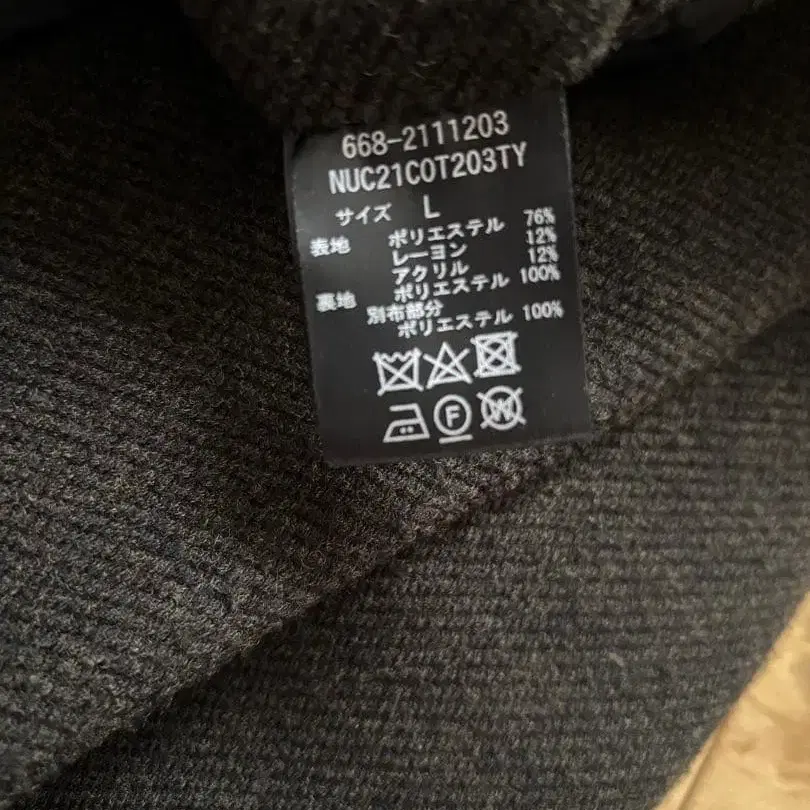 668-2111203
NUC21COT203TY
サイズ L
表地 ポリエステル 76%
レーヨン 12%
アクリル 12%
裏地 ポリエステル 100%
別布部分
ポリエステル 100%
F W